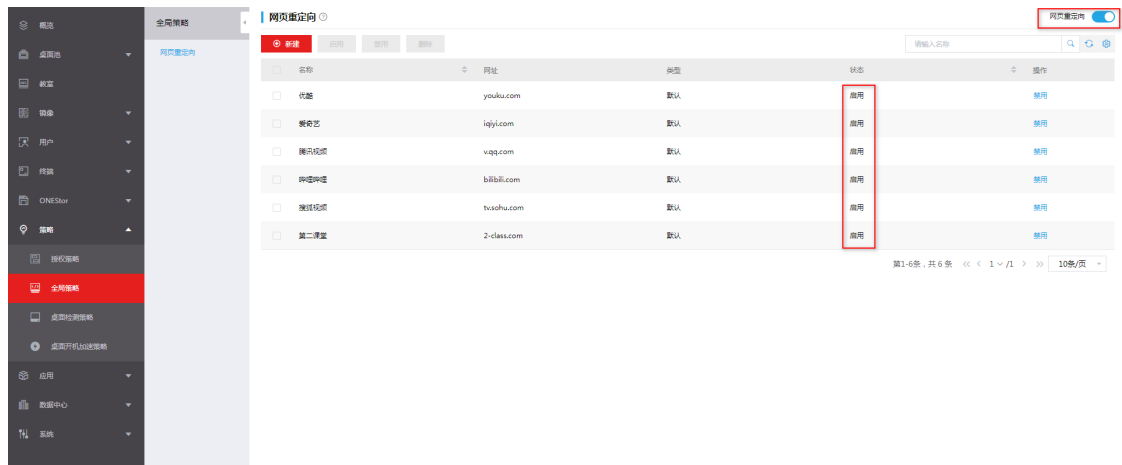 概览
桌面池
教室
镜像
用户
终端
ONEStor
策略
授权策略
全局策略
桌面检测策略
桌面开机加速策略
应用
数据中心
系统
全局策略
网页重定向
网页重定向
网页重定向
新建 启用 禁用 删除
请输入名称
名称 网址 类型 状态 操作
优酷 youku.com 默认 启用 禁用
爱奇艺 iqiyi.com 默认 启用 禁用
腾讯视频 v.qq.com 默认 启用 禁用
哔哩哔哩 bilibili.com 默认 启用 禁用
搜狐视频 tv.sohu.com 默认 启用 禁用
第二课堂 2-class.com 默认 启用 禁用
第1-6条，共 6 条 << < 1 /1 > >> 10条/页